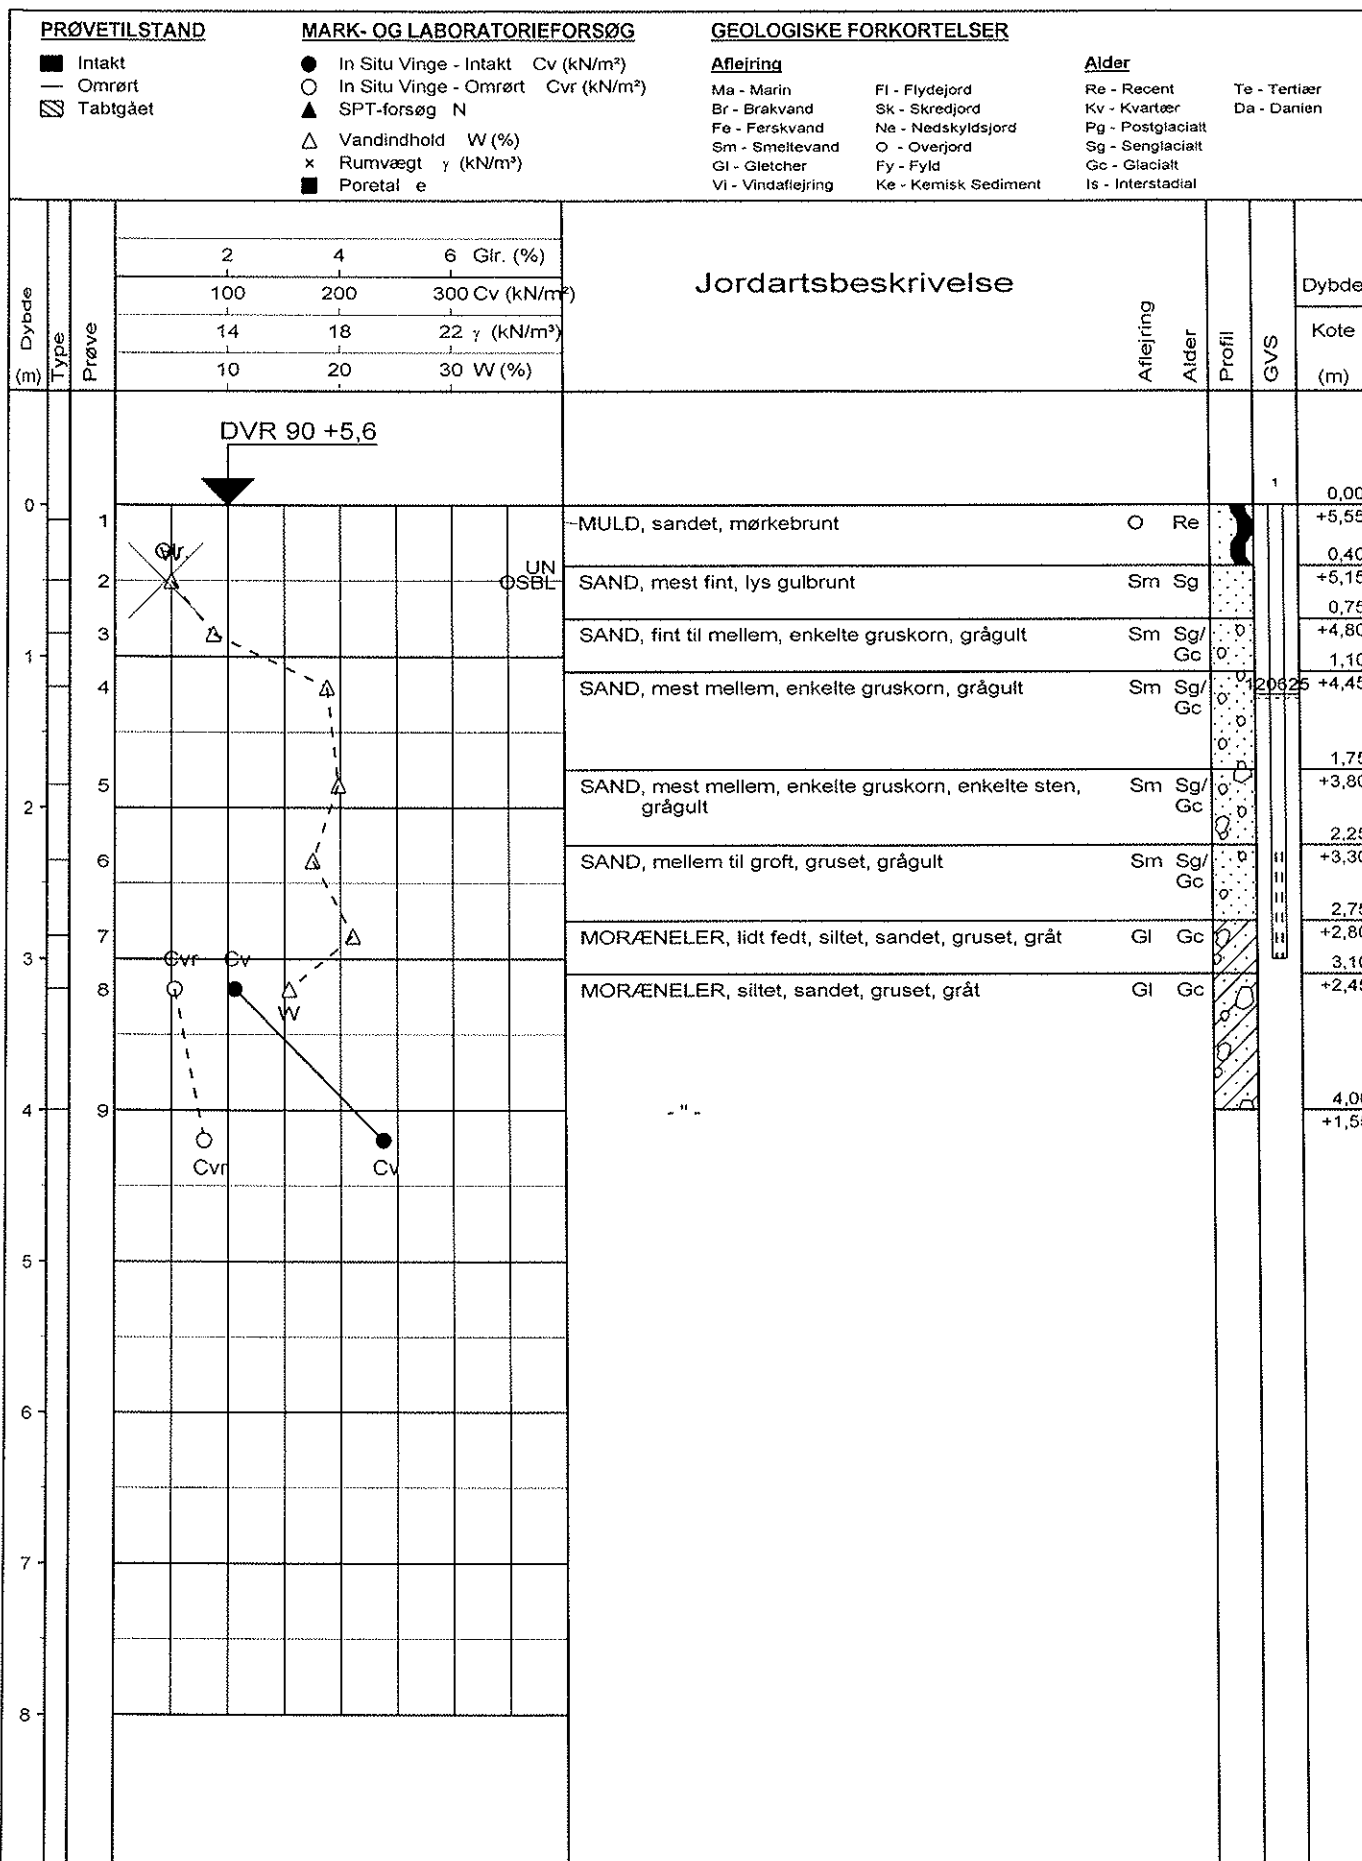 PRØVETILSTAND
Intakt
Omrørt
Tabtgået
MARK- OG LABORATORIEFORSØG
In Situ Vinge - Intakt Cv (kN/m²)
In Situ Vinge - Omrørt Cvr (kN/m²)
SPT-forsøg N
Vandindhold W (%)
Rumvægt γ (kN/m³)
Poretal e
GEOLOGISKE FORKORTELSER
Aflejring
Ma - Marin
Br - Brakvand
Fe - Ferskvand
Sm - Smeltevand
Gl - Gletcher
Vi - Vindaflejring
Fl - Flydejord
Sk - Skredjord
Ne - Nedskyldsjord
O - Overjord
Fy - Fyld
Ke - Kemisk Sediment
Alder
Re - Recent
Kv - Kvartær
Pg - Postglacialt
Sg - Senglacialt
Gc - Glacialt
Is - Interstadial
Te - Tertiær
Da - Danien
Dybde (m)
Type
Prøve
2 4 6 Glr. (%)
100 200 300 Cv (kN/m²)
14 18 22 γ (kN/m³)
10 20 30 W (%)
Jordartsbeskrivelse
Aflejring
Alder
Profil
GVS
Dybde
Kote
(m)
DVR 90 +5,6
1
0 0,00
1 MULD, sandet, mørkebrunt O Re +5,55
0,40
UN
2 OSBL SAND, mest fint, lys gulbrunt Sm Sg +5,15
0,75
3 SAND, fint til mellem, enkelte gruskorn, grågult Sm Sg/ +4,80
1 Gc 1,10
4 SAND, mest mellem, enkelte gruskorn, grågult Sm Sg/ 120625 +4,45
Gc
1,75
5 SAND, mest mellem, enkelte gruskorn, enkelte sten, Sm Sg/ +3,80
2 grågult Gc
2,25
6 SAND, mellem til groft, gruset, grågult Sm Sg/ +3,30
Gc
2,75
7 MORÆNELER, lidt fedt, siltet, sandet, gruset, gråt Gl Gc +2,80
3 Cvr Cv 3,10
8 MORÆNELER, siltet, sandet, gruset, gråt Gl Gc +2,45
W
4 9 -"- 4,00
+1,55
Cvr Cv
5
6
7
8